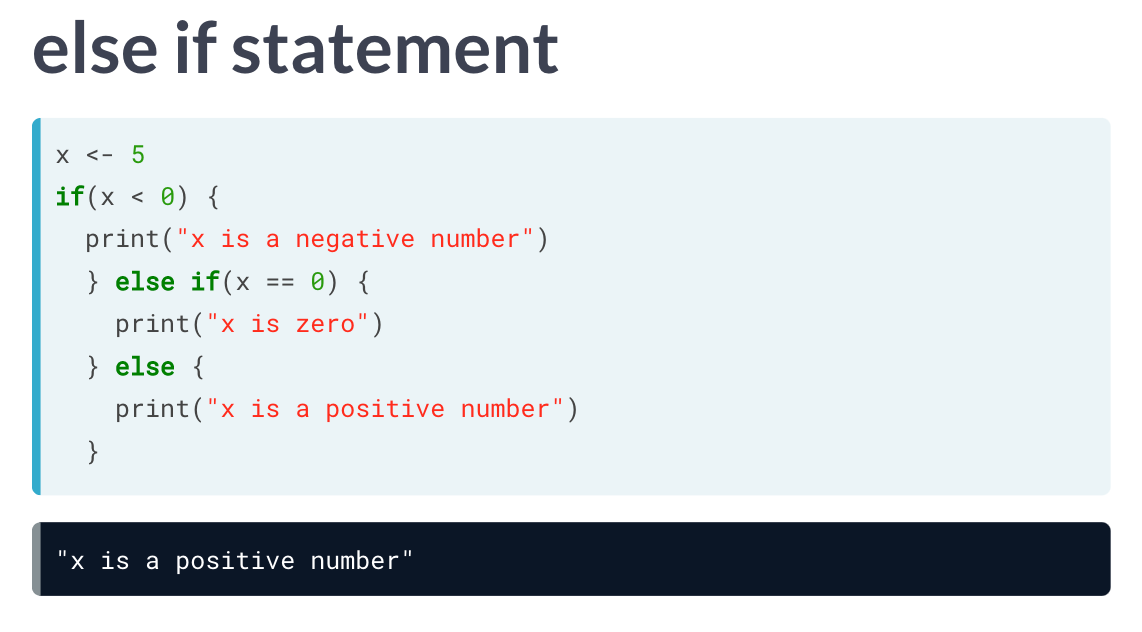 else if statement
x <- 5
if(x < 0) {
  print("x is a negative number")
  } else if(x == 0) {
    print("x is zero")
  } else {
    print("x is a positive number")
  }
"x is a positive number"